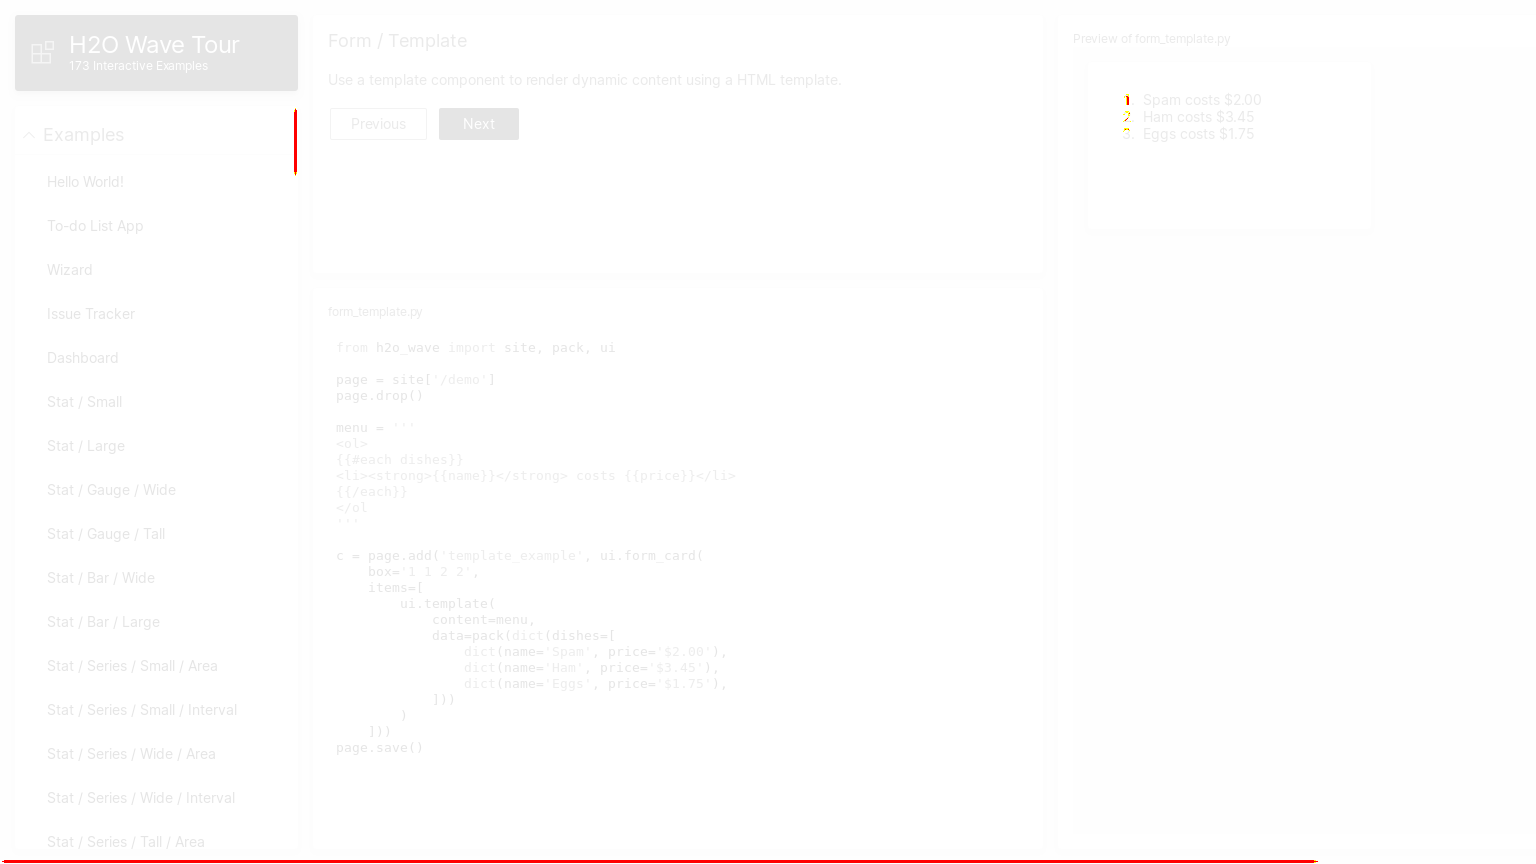 H2O Wave Tour
173 Interactive Examples
Examples
Hello World!
To-do List App
Wizard
Issue Tracker
Dashboard
Stat / Small
Stat / Large
Stat / Gauge / Wide
Stat / Gauge / Tall
Stat / Bar / Wide
Stat / Bar / Large
Stat / Series / Small / Area
Stat / Series / Small / Interval
Stat / Series / Wide / Area
Stat / Series / Wide / Interval
Stat / Series / Tall / Area
Form / Template
Use a template component to render dynamic content using a HTML template.
Previous Next
form_template.py
from h2o_wave import site, pack, ui
page = site['/demo']
page.drop()
menu = '''
<ol>
{{#each dishes}}
<li><strong>{{name}}</strong> costs {{price}}</li>
{{/each}}
</ol
'''
c = page.add('template_example', ui.form_card(
    box='1 1 2 2',
    items=[
        ui.template(
            content=menu,
            data=pack(dict(dishes=[
                dict(name='Spam', price='$2.00'),
                dict(name='Ham', price='$3.45'),
                dict(name='Eggs', price='$1.75'),
            ]))
        )
    ]))
page.save()
Preview of form_template.py
1. Spam costs $2.00
2. Ham costs $3.45
3. Eggs costs $1.75